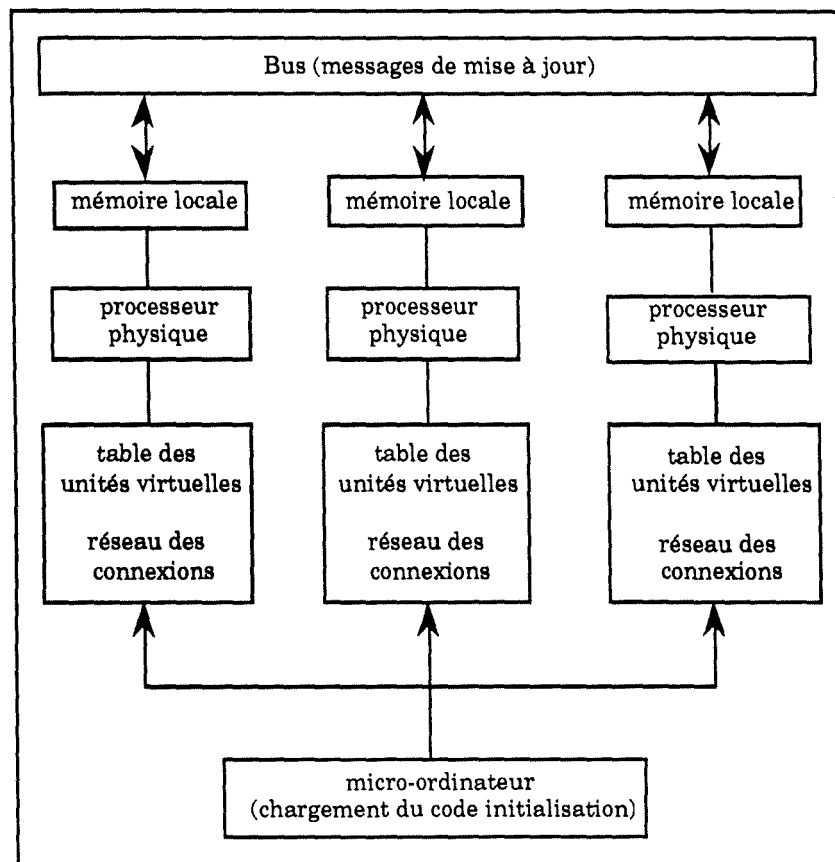 Bus (messages de mise à jour)
mémoire locale
mémoire locale
mémoire locale
processeur
physique
processeur
physique
processeur
physique
table des
unités virtuelles
réseau des
connexions
table des
unités virtuelles
réseau des
connexions
table des
unités virtuelles
réseau des
connexions
micro-ordinateur
(chargement du code initialisation)